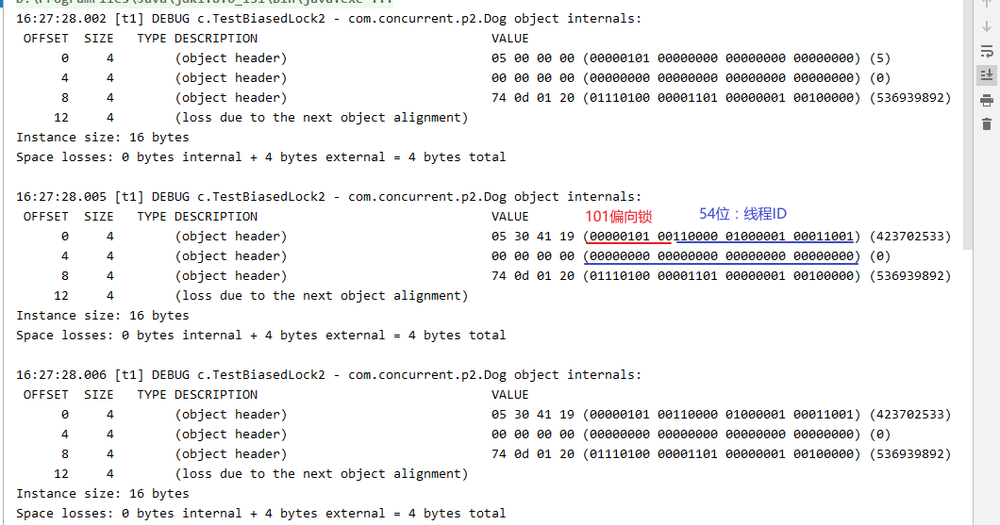 16:27:28.002 [t1] DEBUG c.TestBiasedLock2 - com.concurrent.p2.Dog object internals:
OFFSET SIZE TYPE DESCRIPTION VALUE
0 4 (object header) 05 00 00 00 (00000101 00000000 00000000 00000000) (5)
4 4 (object header) 00 00 00 00 (00000000 00000000 00000000 00000000) (0)
8 4 (object header) 74 0d 01 20 (01110100 00001101 00000001 00100000) (536939892)
12 4 (loss due to the next object alignment)
Instance size: 16 bytes
Space losses: 0 bytes internal + 4 bytes external = 4 bytes total
16:27:28.005 [t1] DEBUG c.TestBiasedLock2 - com.concurrent.p2.Dog object internals:
OFFSET SIZE TYPE DESCRIPTION VALUE 101偏向锁 54位：线程ID
0 4 (object header) 05 30 41 19 (00000101 00110000 01000001 00011001) (423702533)
4 4 (object header) 00 00 00 00 (00000000 00000000 00000000 00000000) (0)
8 4 (object header) 74 0d 01 20 (01110100 00001101 00000001 00100000) (536939892)
12 4 (loss due to the next object alignment)
Instance size: 16 bytes
Space losses: 0 bytes internal + 4 bytes external = 4 bytes total
16:27:28.006 [t1] DEBUG c.TestBiasedLock2 - com.concurrent.p2.Dog object internals:
OFFSET SIZE TYPE DESCRIPTION VALUE
0 4 (object header) 05 30 41 19 (00000101 00110000 01000001 00011001) (423702533)
4 4 (object header) 00 00 00 00 (00000000 00000000 00000000 00000000) (0)
8 4 (object header) 74 0d 01 20 (01110100 00001101 00000001 00100000) (536939892)
12 4 (loss due to the next object alignment)
Instance size: 16 bytes
Space losses: 0 bytes internal + 4 bytes external = 4 bytes total